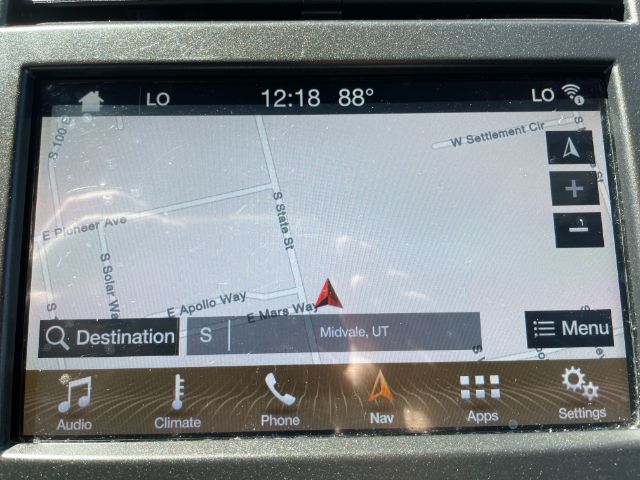 LO 12:18 88° LO
S 100 E
W Settlement Cir
S State St
E Pioneer Ave
S Solar Wa
E Apollo Way
E Mars Way
Destination
S
Midvale, UT
Menu
Audio
Climate
Phone
Nav
Apps
Settings